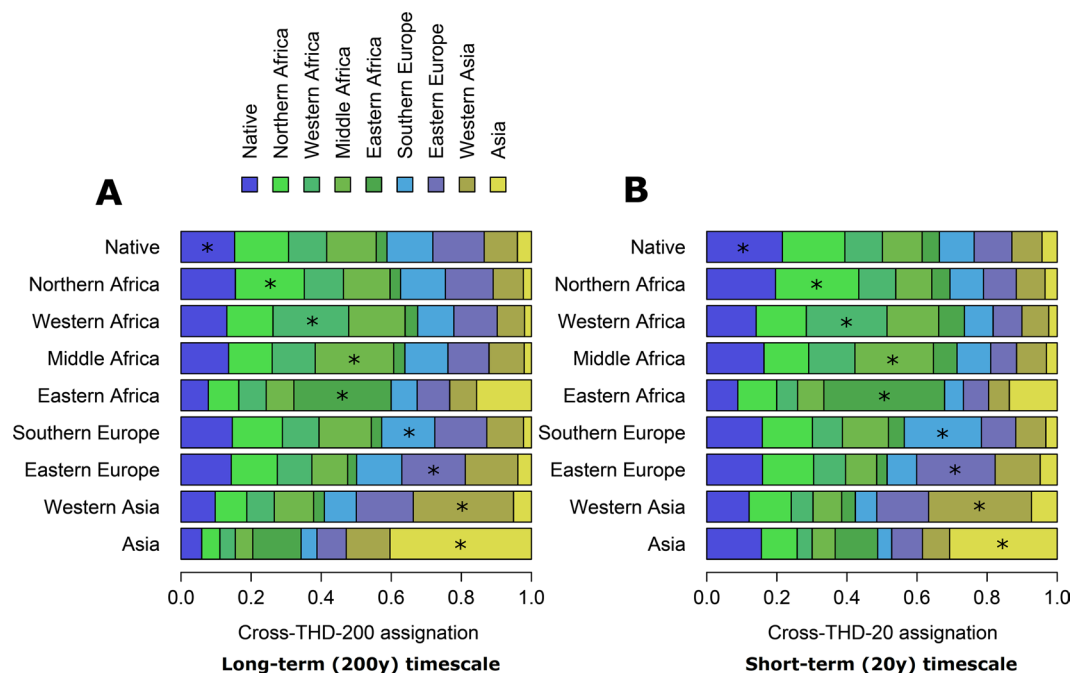 Native
Northern Africa
Western Africa
Middle Africa
Eastern Africa
Southern Europe
Eastern Europe
Western Asia
Asia
A
Native
*
Northern Africa
*
Western Africa
*
Middle Africa
*
Eastern Africa
*
Southern Europe
*
Eastern Europe
*
Western Asia
*
Asia
*
0.0 0.2 0.4 0.6 0.8 1.0
Cross-THD-200 assignation
Long-term (200y) timescale
B
Native
*
Northern Africa
*
Western Africa
*
Middle Africa
*
Eastern Africa
*
Southern Europe
*
Eastern Europe
*
Western Asia
*
Asia
*
0.0 0.2 0.4 0.6 0.8 1.0
Cross-THD-20 assignation
Short-term (20y) timescale